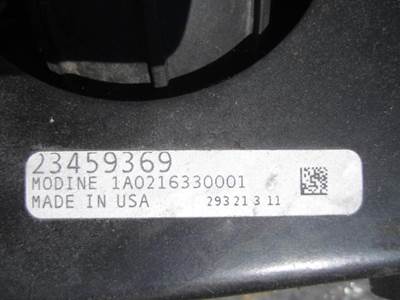 23459369
MODINE 1A0216330001
MADE IN USA 293 21 3 11